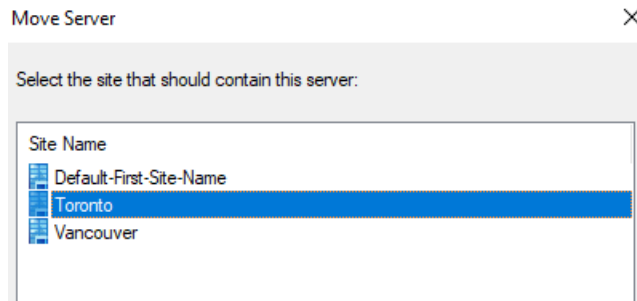 Move Server
Select the site that should contain this server:
Site Name
Default-First-Site-Name
Toronto
Vancouver